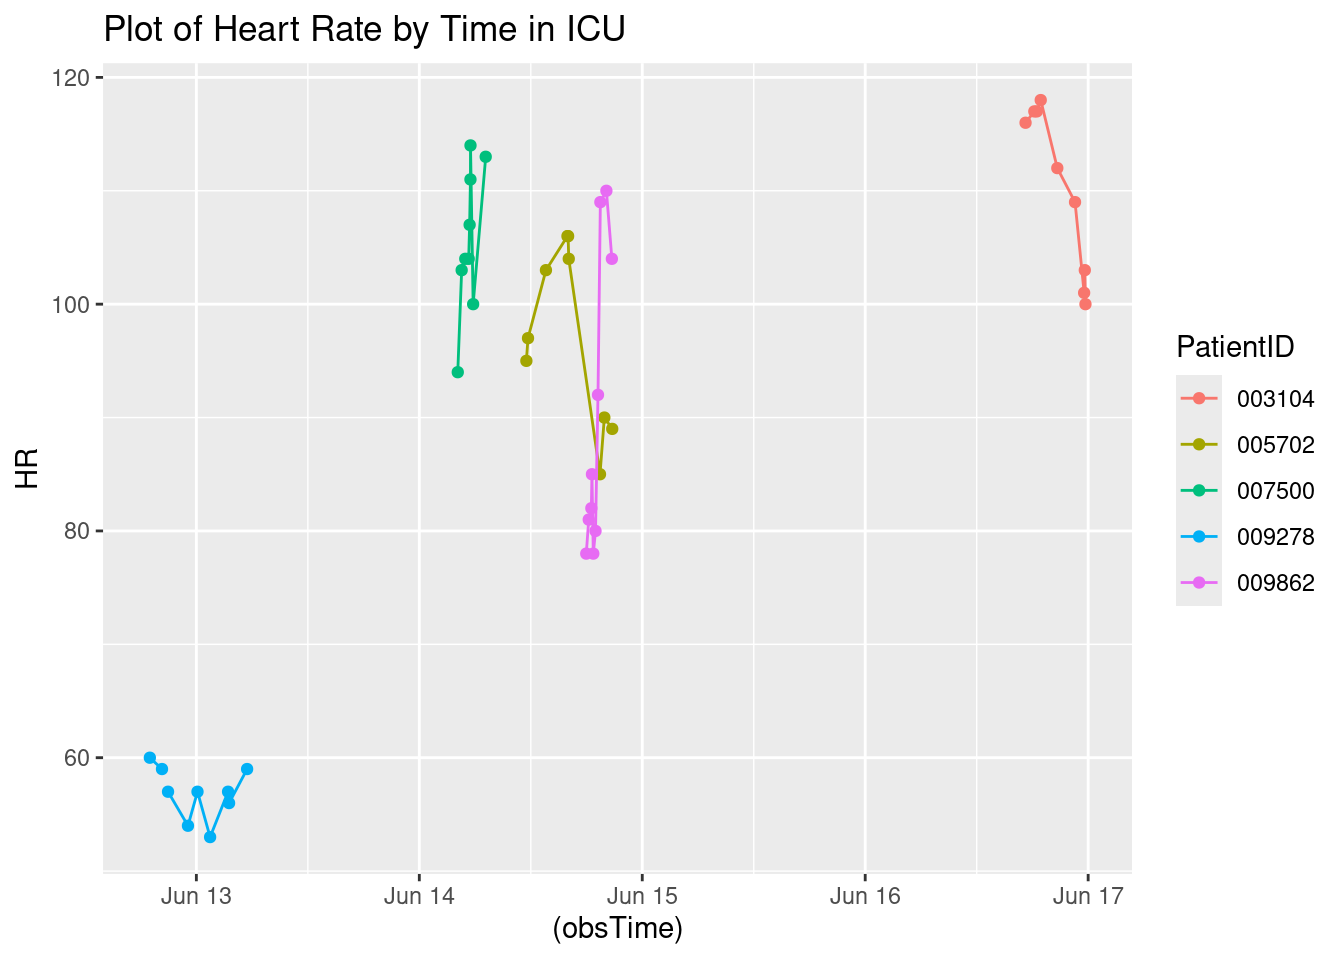 Plot of Heart Rate by Time in ICU
120
100
80
60
HR
Jun 13
Jun 14
Jun 15
Jun 16
Jun 17
(obsTime)
PatientID
003104
005702
007500
009278
009862